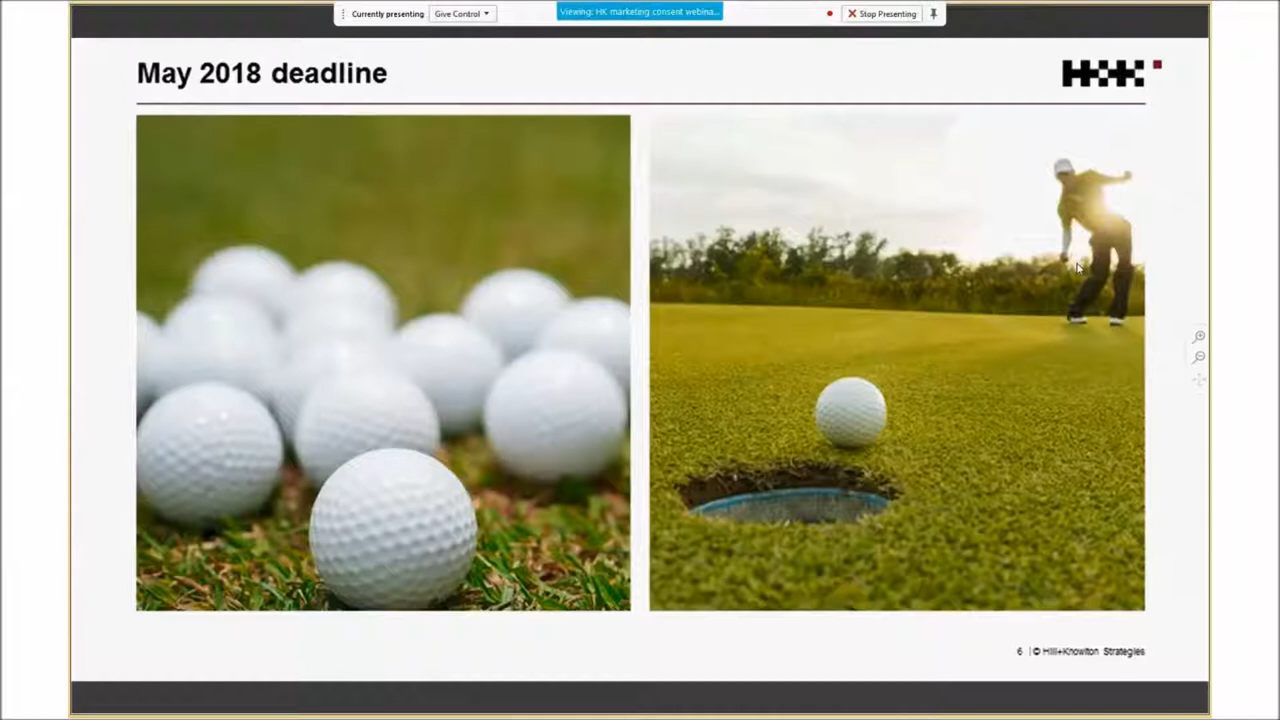 Currently presenting
Give Control
Viewing: HK marketing consent webina...
Stop Presenting
May 2018 deadline
H+K
6 | © Hill+Knowlton Strategies